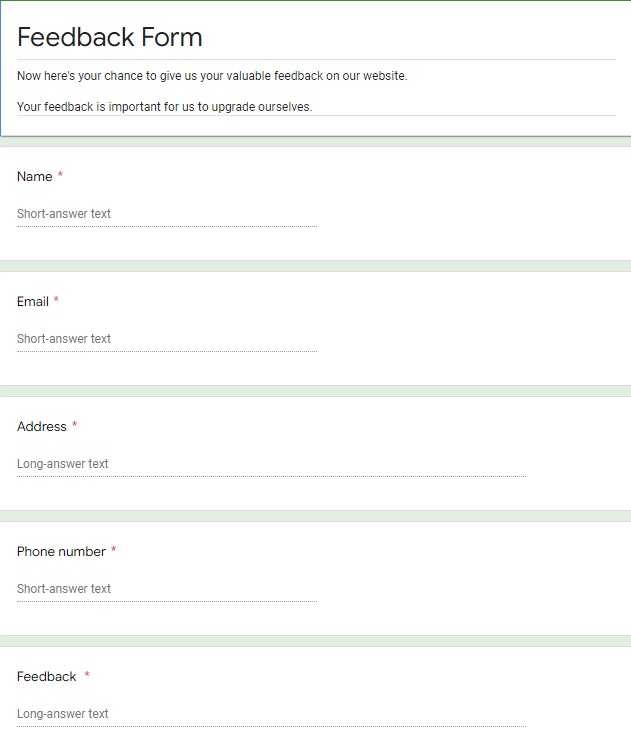 Feedback Form
Now here's your chance to give us your valuable feedback on our website.
Your feedback is important for us to upgrade ourselves.
Name *
Short-answer text
Email *
Short-answer text
Address *
Long-answer text
Phone number *
Short-answer text
Feedback *
Long-answer text